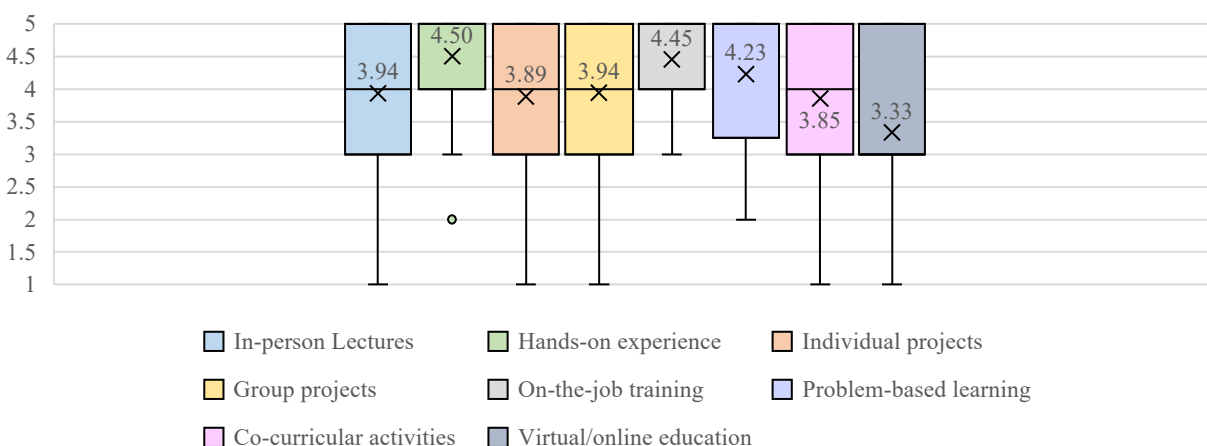 5
4.5
4
3.5
3
2.5
2
1.5
1
3.94
4.50
3.89
3.94
4.45
4.23
3.85
3.33
In-person Lectures
Hands-on experience
Individual projects
Group projects
On-the-job training
Problem-based learning
Co-curricular activities
Virtual/online education